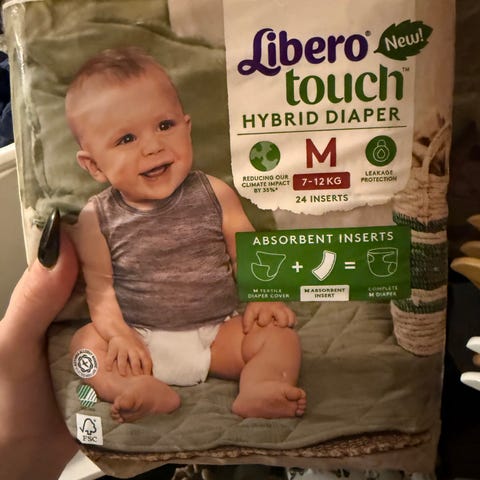 Libero®
New!
touch™
HYBRID DIAPER
REDUCING OUR
CLIMATE IMPACT
BY 35%*
M
7-12 KG
24 INSERTS
LEAKAGE
PROTECTION
ABSORBENT INSERTS
M TEXTILE
DIAPER COVER
+
M ABSORBENT
INSERT
=
COMPLETE
M DIAPER
FSC